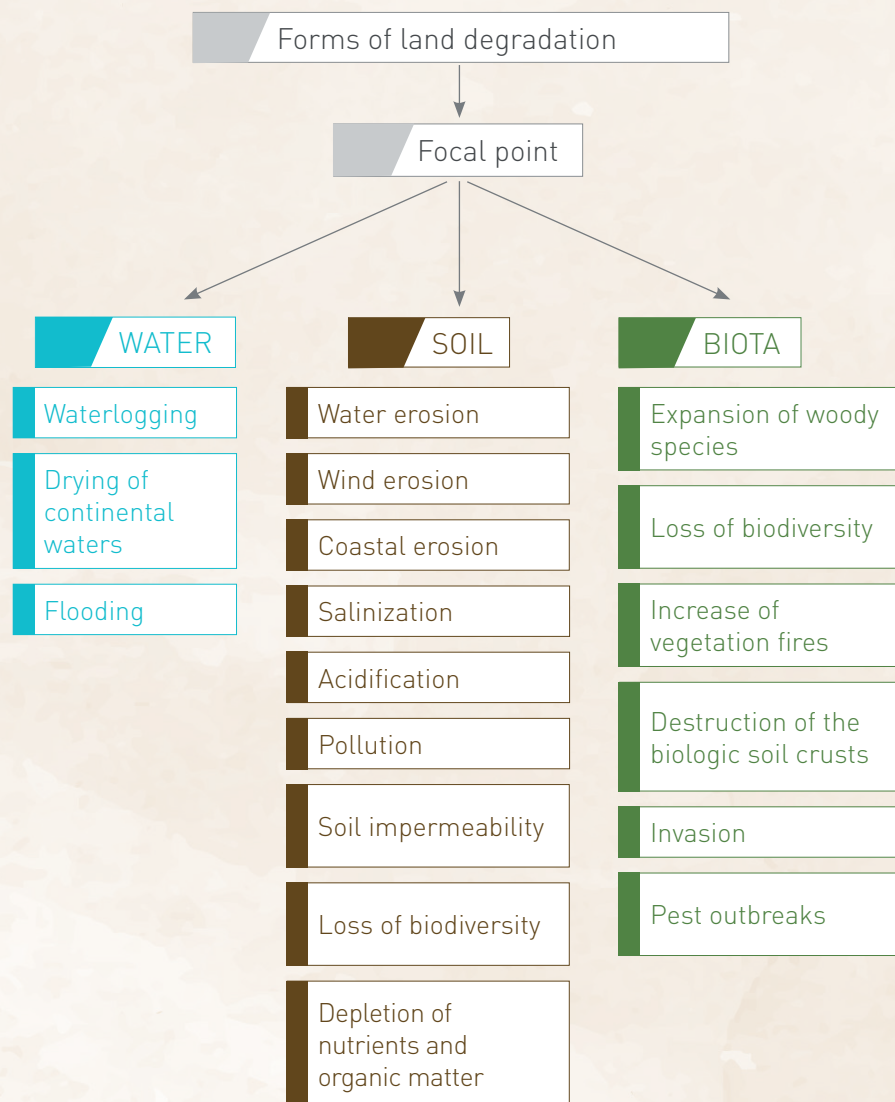 Forms of land degradation
Focal point
WATER
Waterlogging
Drying of
continental
waters
Flooding
SOIL
Water erosion
Wind erosion
Coastal erosion
Salinization
Acidification
Pollution
Soil impermeability
Loss of biodiversity
Depletion of
nutrients and
organic matter
BIOTA
Expansion of woody
species
Loss of biodiversity
Increase of
vegetation fires
Destruction of the
biologic soil crusts
Invasion
Pest outbreaks